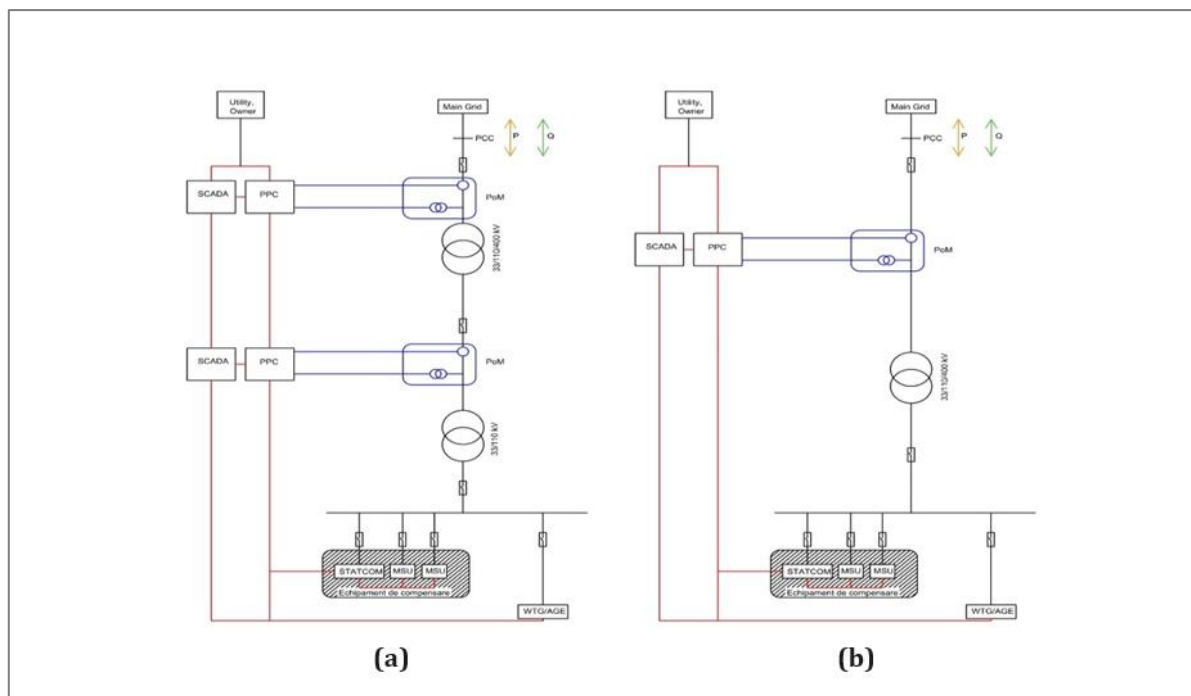 Utility,
Owner
Main Grid
PCC
P
Q
SCADA
PPC
PoM
33/110/400 kV
SCADA
PPC
PoM
33/110 kV
STATCOM
MSU
MSU
Echipament de compensare
WTG/AGE
(a)
Utility,
Owner
Main Grid
PCC
P
Q
SCADA
PPC
PoM
33/110/400 kV
STATCOM
MSU
MSU
Echipament de compensare
WTG/AGE
(b)